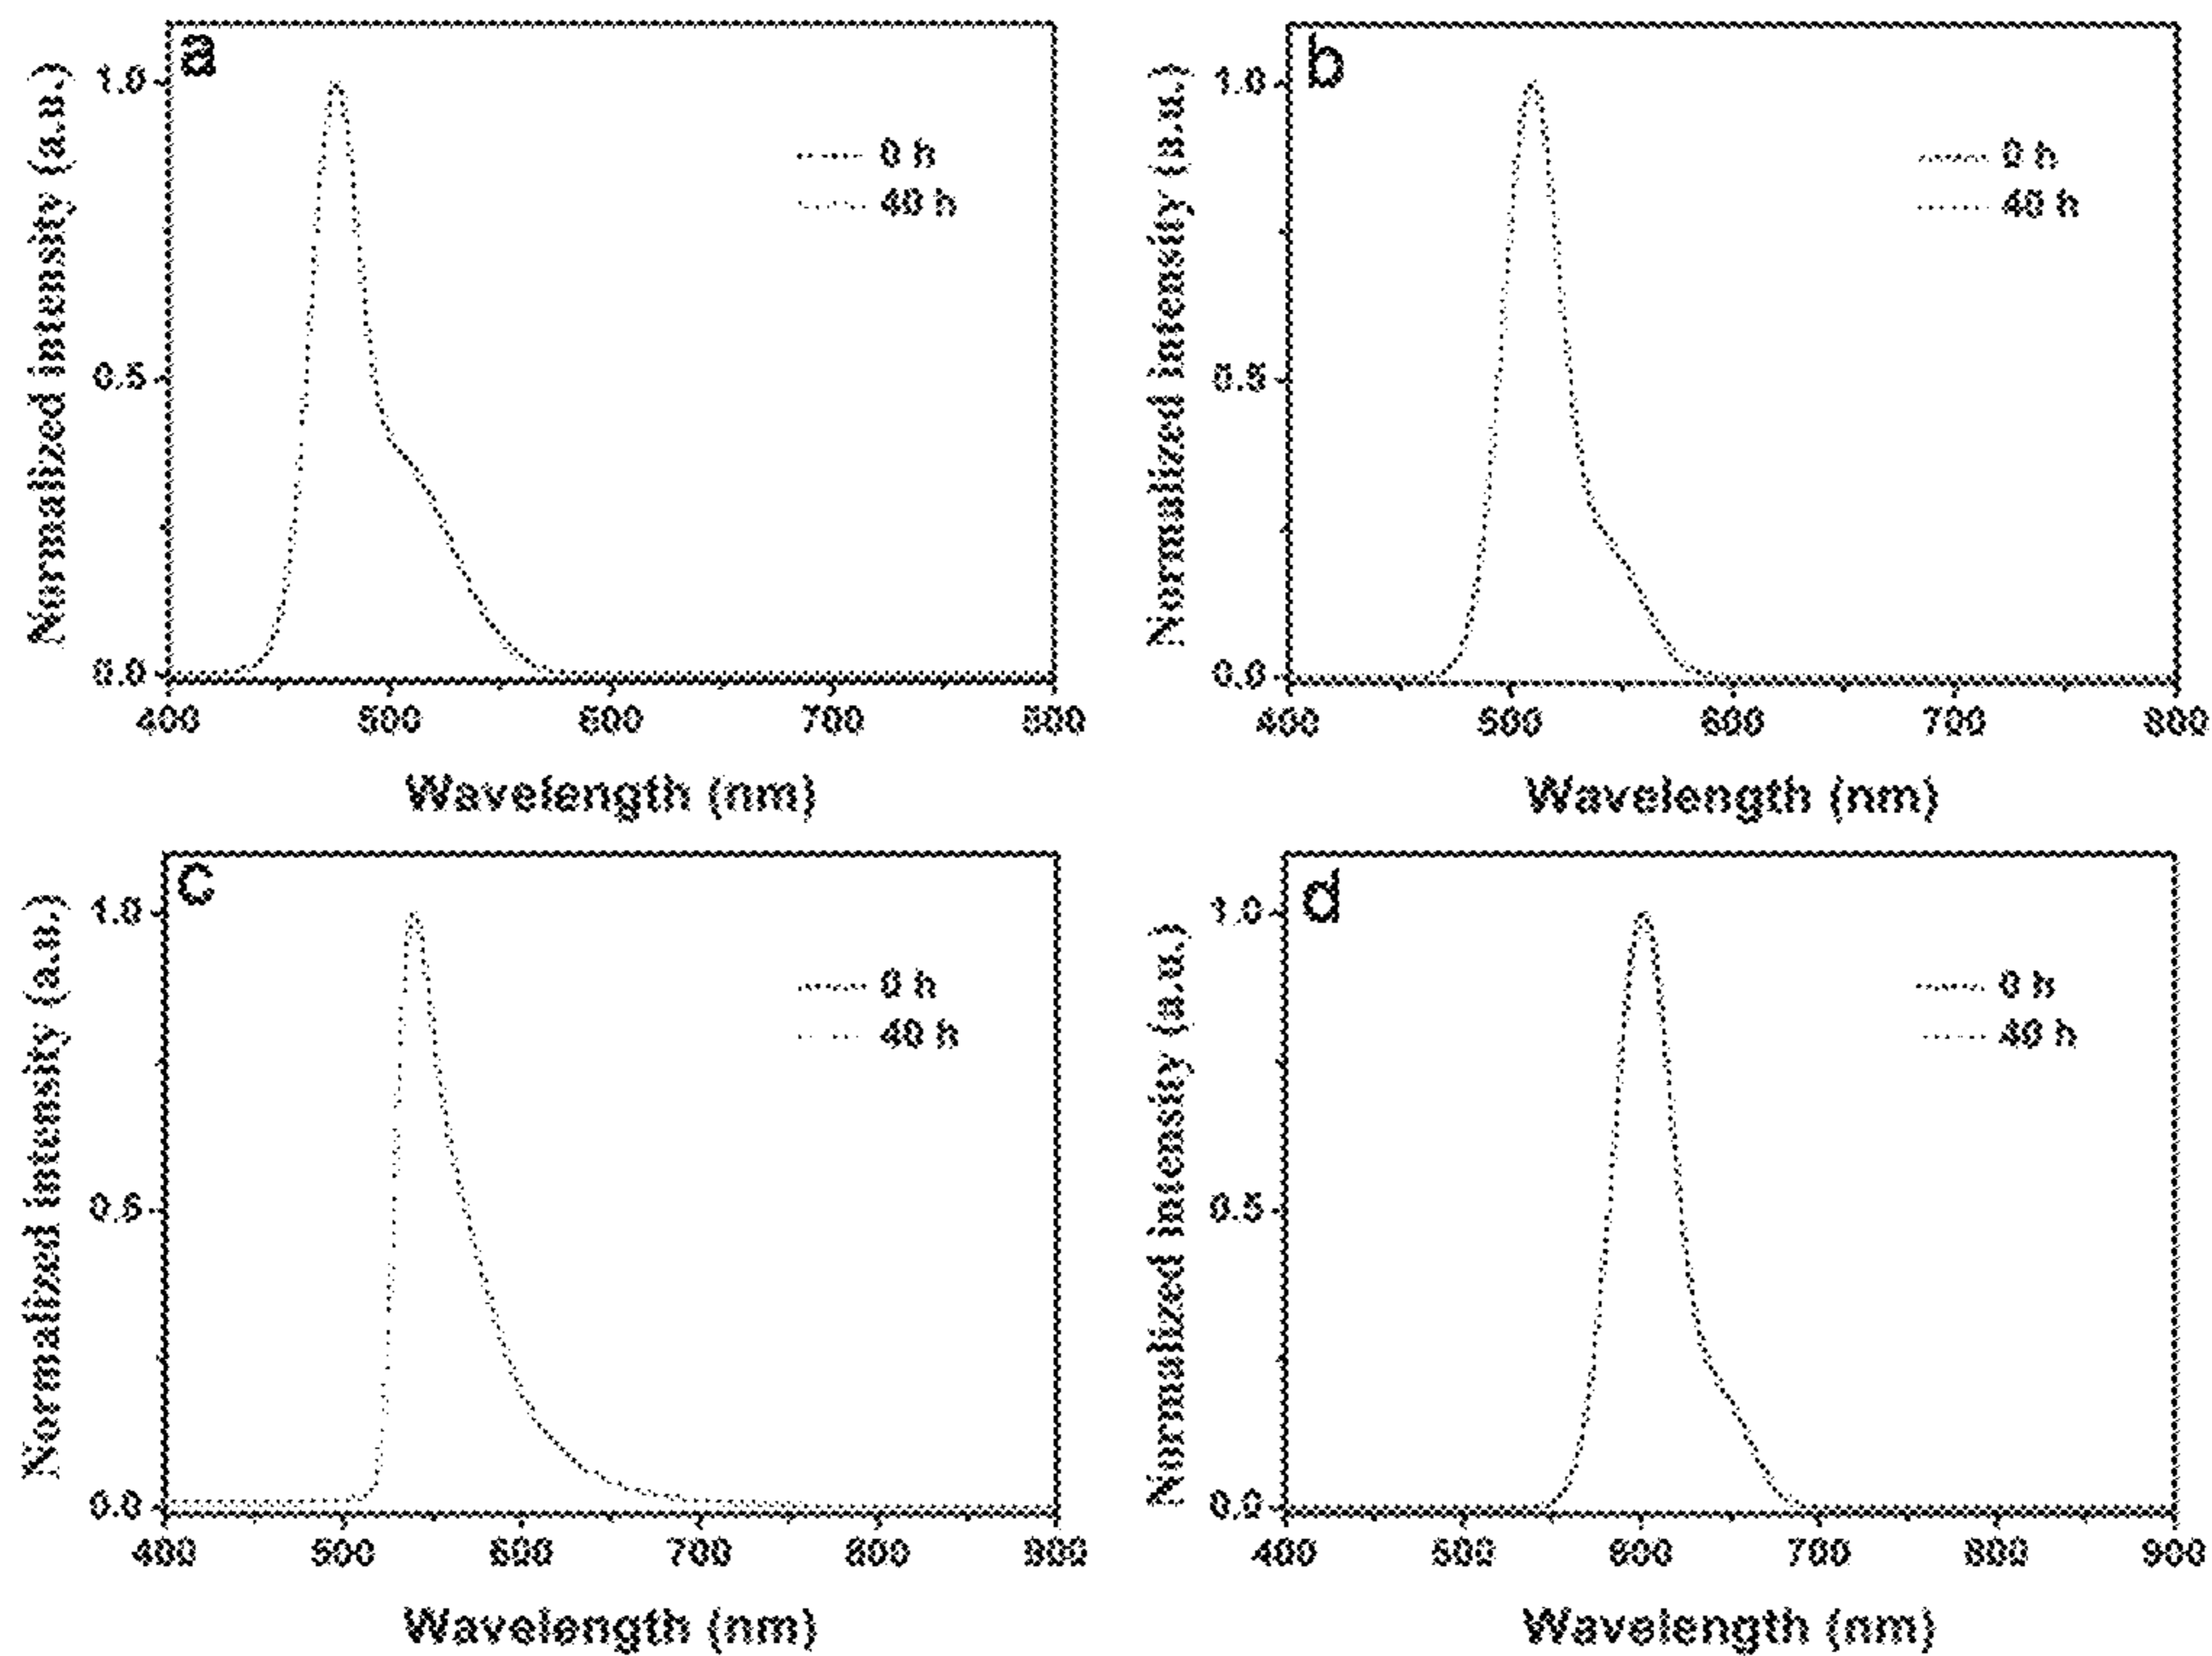 a
Normalized intensity (a.u.)
1.0
0.5
0.0
0 h
40 h
400 500 600 700 800
Wavelength (nm)
b
Normalized intensity (a.u.)
1.0
0.5
0.0
0 h
40 h
400 500 600 700 800
Wavelength (nm)
c
Normalized intensity (a.u.)
1.0
0.5
0.0
0 h
40 h
400 500 600 700 800 900
Wavelength (nm)
d
Normalized intensity (a.u.)
1.0
0.5
0.0
0 h
40 h
400 500 600 700 800 900
Wavelength (nm)